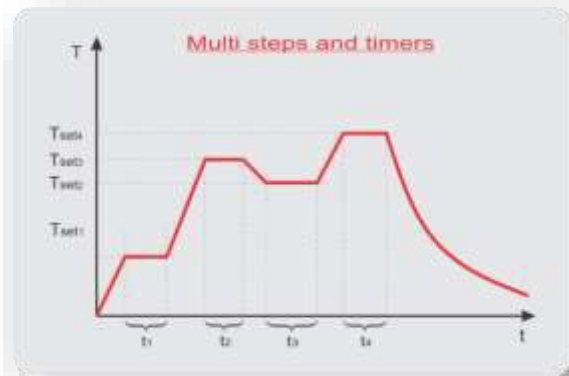 Multi steps and timers
T
Tset4
Tset3
Tset2
Tset1
t1 t2 t3 t4
t